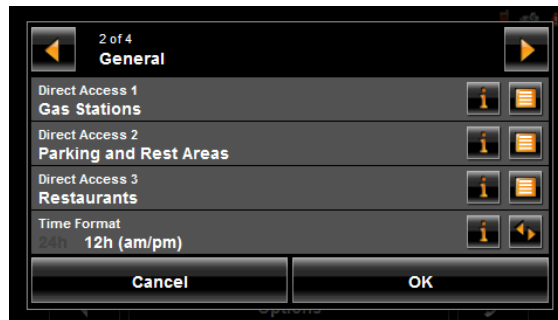 2 of 4
General
Direct Access 1
Gas Stations
Direct Access 2
Parking and Rest Areas
Direct Access 3
Restaurants
Time Format
24h 12h (am/pm)
Cancel OK
Options